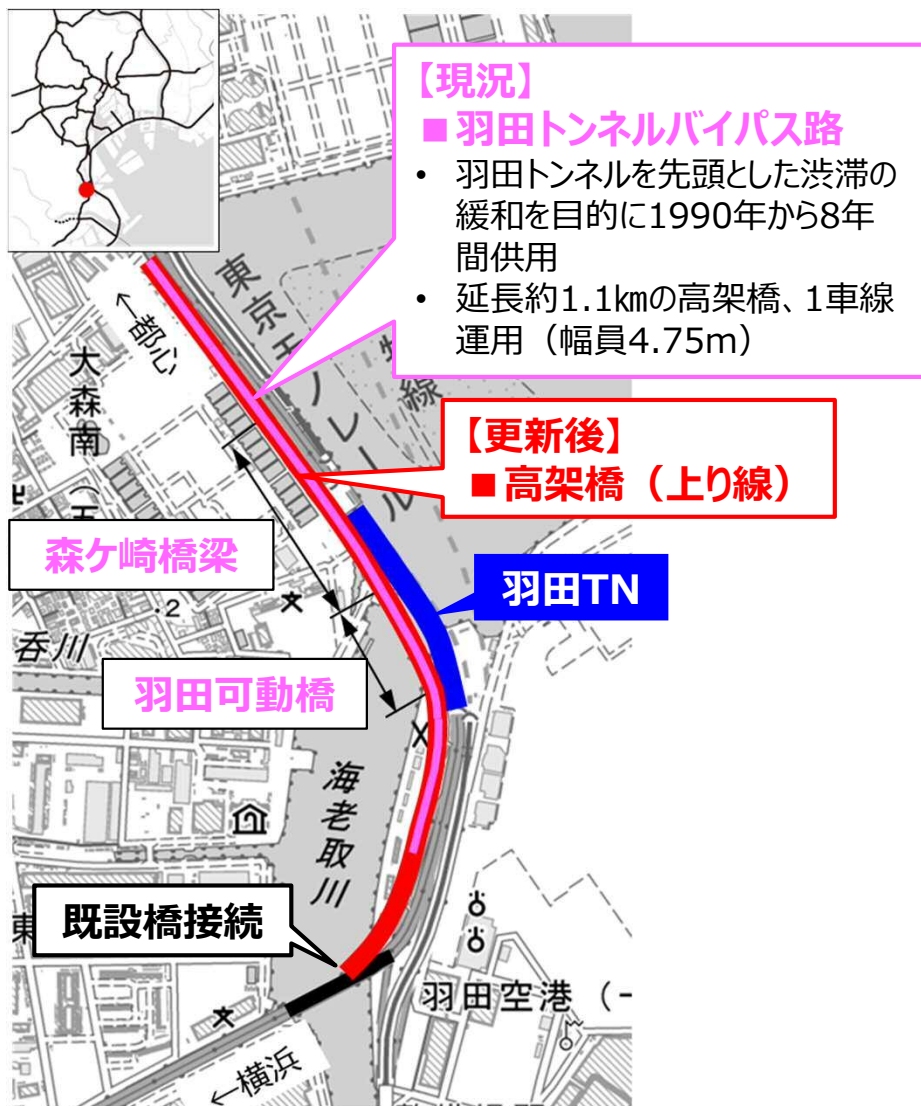 【現況】
■羽田トンネルバイパス路
• 羽田トンネルを先頭とした渋滞の
緩和を目的に1990年から8年
間供用
• 延長約1.1㎞の高架橋、1車線
運用（幅員4.75m）
東京モノレール
線
←都心
大森南（五
【更新後】
■高架橋（上り線）
森ケ崎橋梁
羽田TN
2
呑川
羽田可動橋
海老取川
既設橋接続
東
羽田空港（一
←横浜